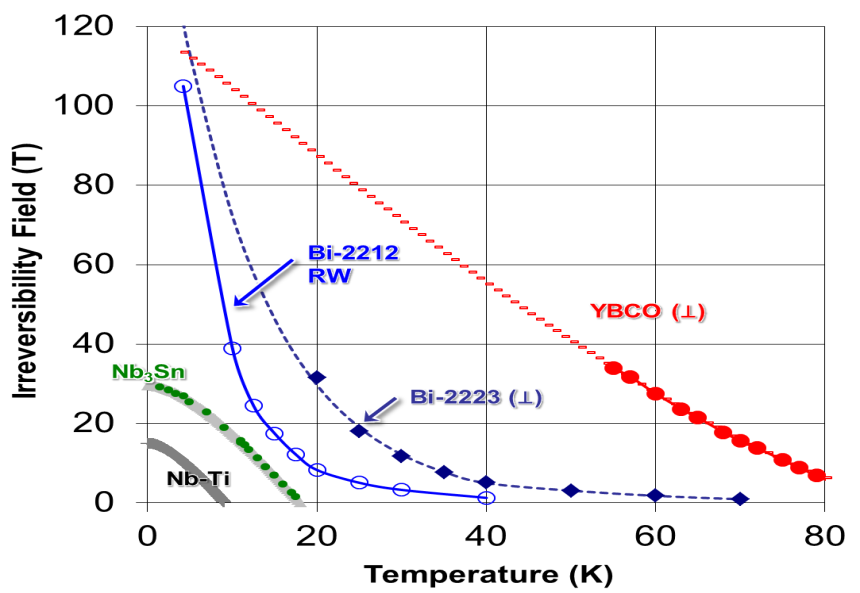 120
100
80
60
40
20
0
Irreversibility Field (T)
Bi-2212
RW
YBCO (⊥)
Nb₃Sn
Bi-2223 (⊥)
Nb-Ti
0 20 40 60 80
Temperature (K)